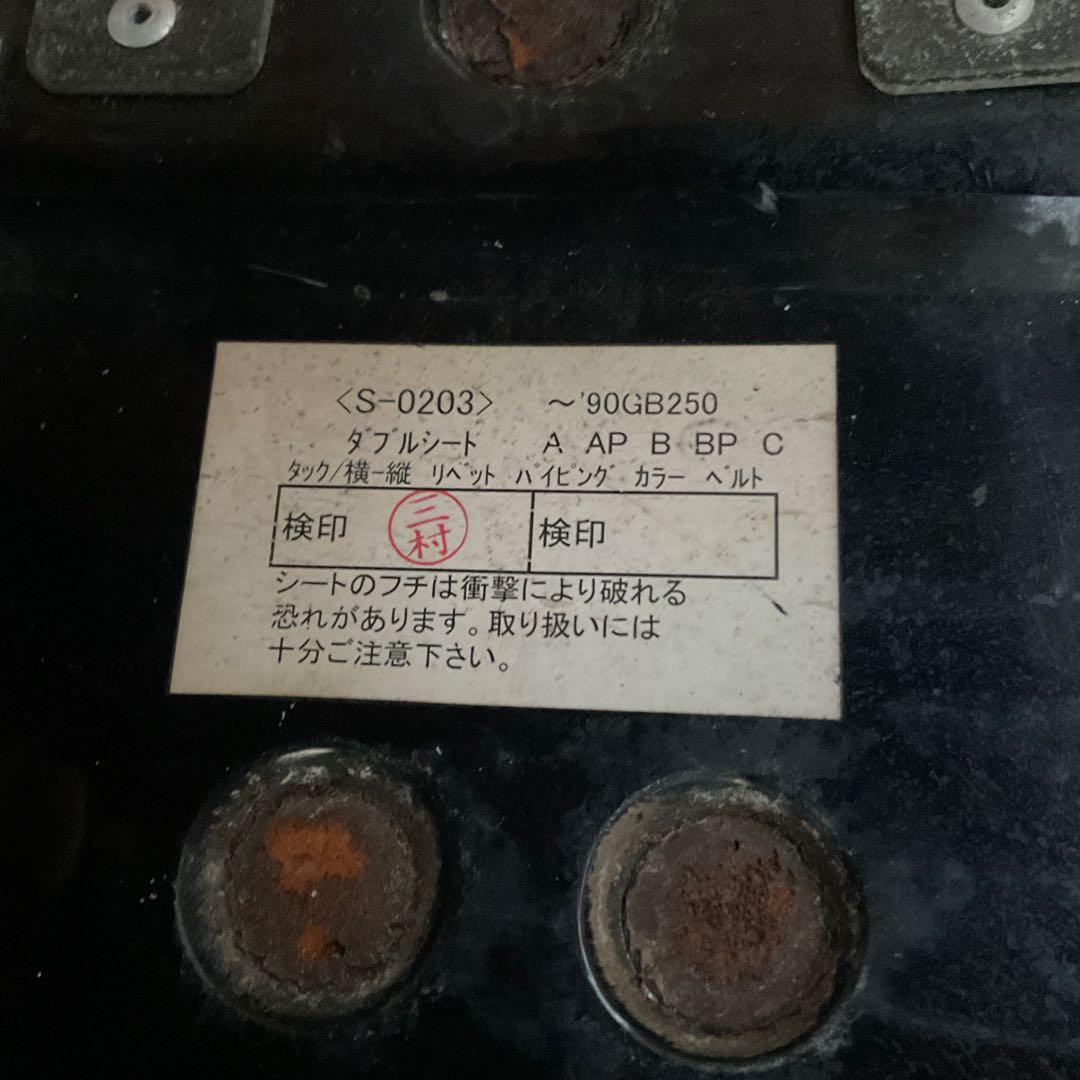 <S-0203> ～'90GB250
ダブルシート A AP B BP C
タック/横-縦 リベット パイピング カラー ベルト
検印 三村 検印
シートのフチは衝撃により破れる
恐れがあります。取り扱いには
十分ご注意下さい。